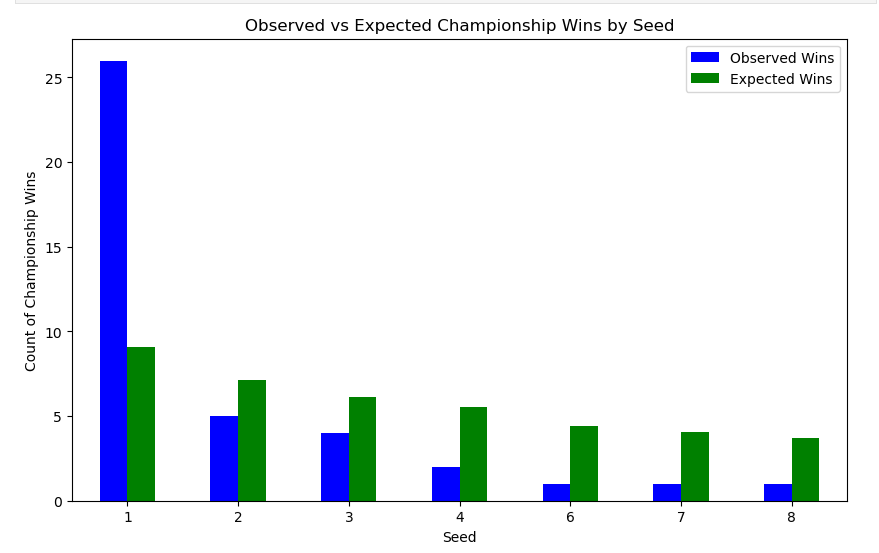 Observed vs Expected Championship Wins by Seed
Observed Wins
Expected Wins
Count of Championship Wins
25
20
15
10
5
0
1 2 3 4 6 7 8
Seed